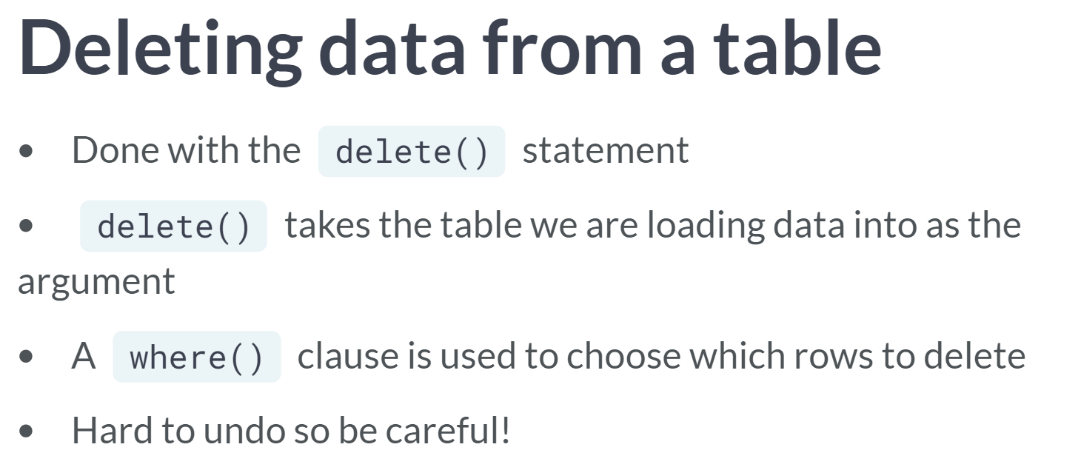 Deleting data from a table
• Done with the delete() statement
• delete() takes the table we are loading data into as the
argument
• A where() clause is used to choose which rows to delete
• Hard to undo so be careful!